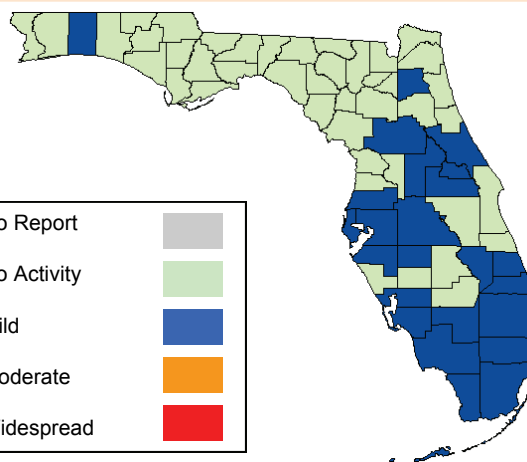 o Report
o Activity
ild
oderate
idespread